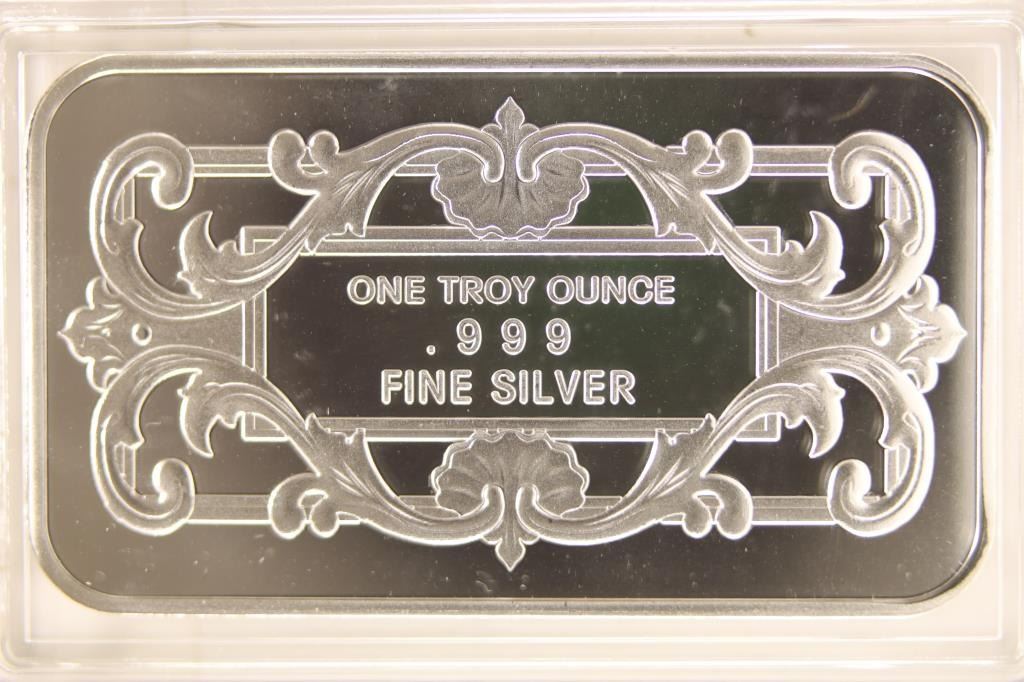 ONE TROY OUNCE
.999
FINE SILVER